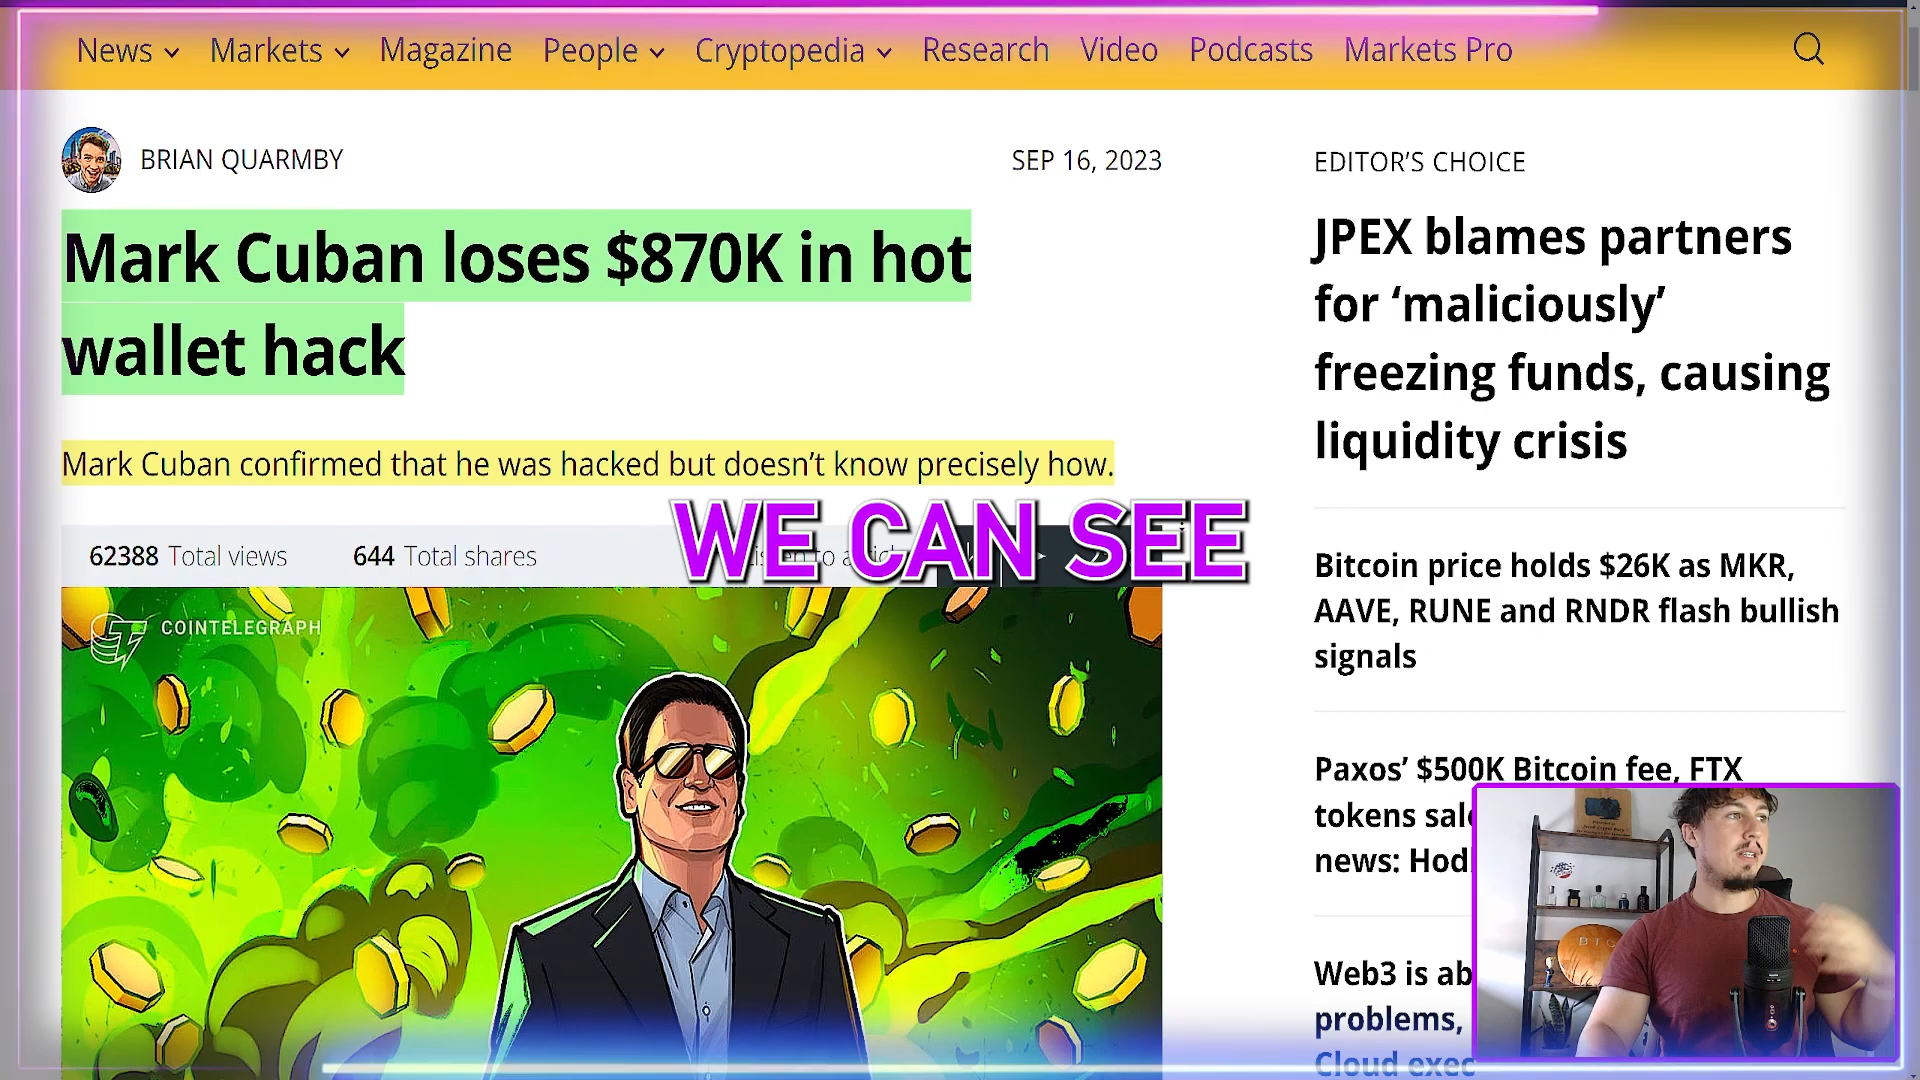 News Markets Magazine People Cryptopedia Research Video Podcasts Markets Pro
BRIAN QUARMBY
SEP 16, 2023
Mark Cuban loses $870K in hot
wallet hack
Mark Cuban confirmed that he was hacked but doesn’t know precisely how.
62388 Total views
644 Total shares
WE CAN SEE
COINTELEGRAPH
EDITOR’S CHOICE
JPEX blames partners
for ‘maliciously’
freezing funds, causing
liquidity crisis
Bitcoin price holds $26K as MKR,
AAVE, RUNE and RNDR flash bullish
signals
Paxos’ $500K Bitcoin fee, FTX
tokens
news:
Web3 is
problems,
Cloud